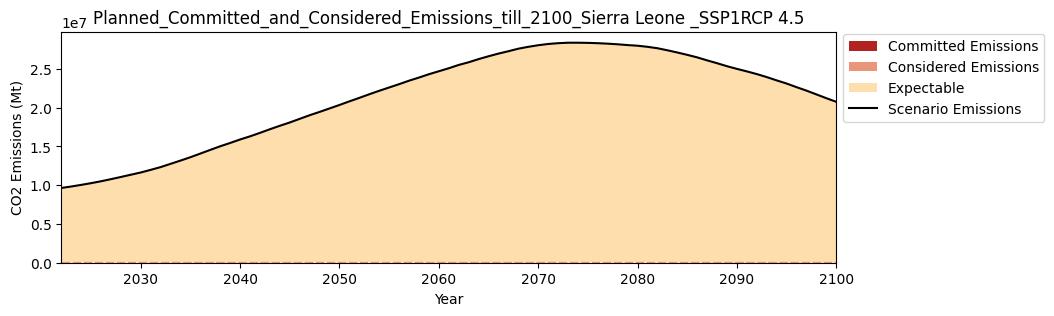 Planned_Committed_and_Considered_Emissions_till_2100_Sierra Leone _SSP1RCP 4.5
1e7
Committed Emissions
Considered Emissions
Expectable
Scenario Emissions
CO2 Emissions (Mt)
2.5
2.0
1.5
1.0
0.5
0.0
2030 2040 2050 2060 2070 2080 2090 2100
Year